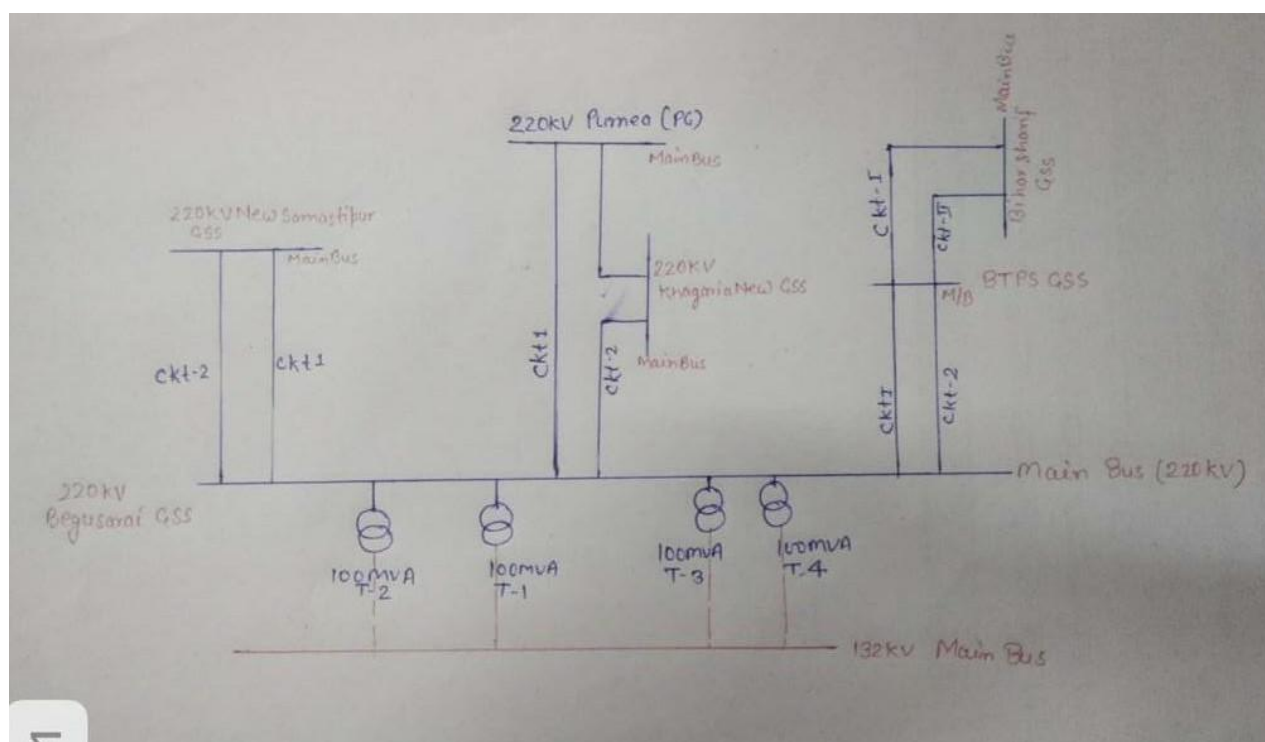 220KV Purnea (PG)
MainBus
220KV New Samastipur
GSS
MainBus
Ckt-2
Ckt1
Ckt1
Ckt-2
220KV
Khagaria New GSS
MainBus
MainBus
Biharsharif
GSS
Ckt-I
Ckt-II
BTPS GSS
M/B
CktI
Ckt-2
Main Bus (220KV)
220KV
Begusarai GSS
100MVA
T-2
100MVA
T-1
100MVA
T-3
100MVA
T-4
132KV Main Bus
1